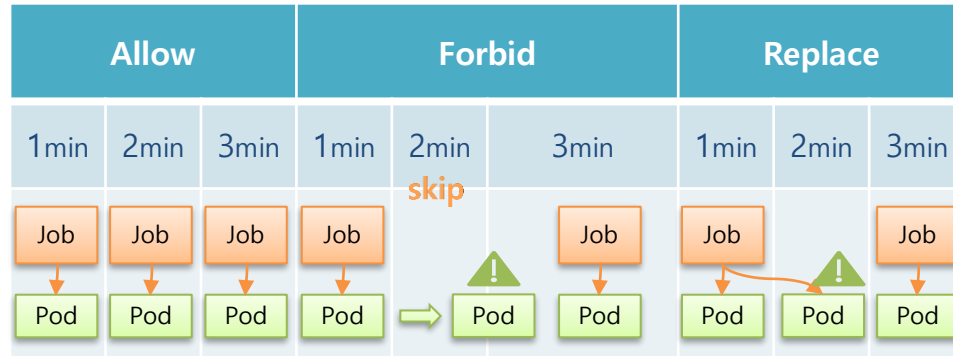 Allow Forbid Replace
1min 2min 3min 1min 2min 3min 1min 2min 3min
skip
Job Job Job Job Job Job Job
Pod Pod Pod Pod Pod Pod Pod Pod Pod